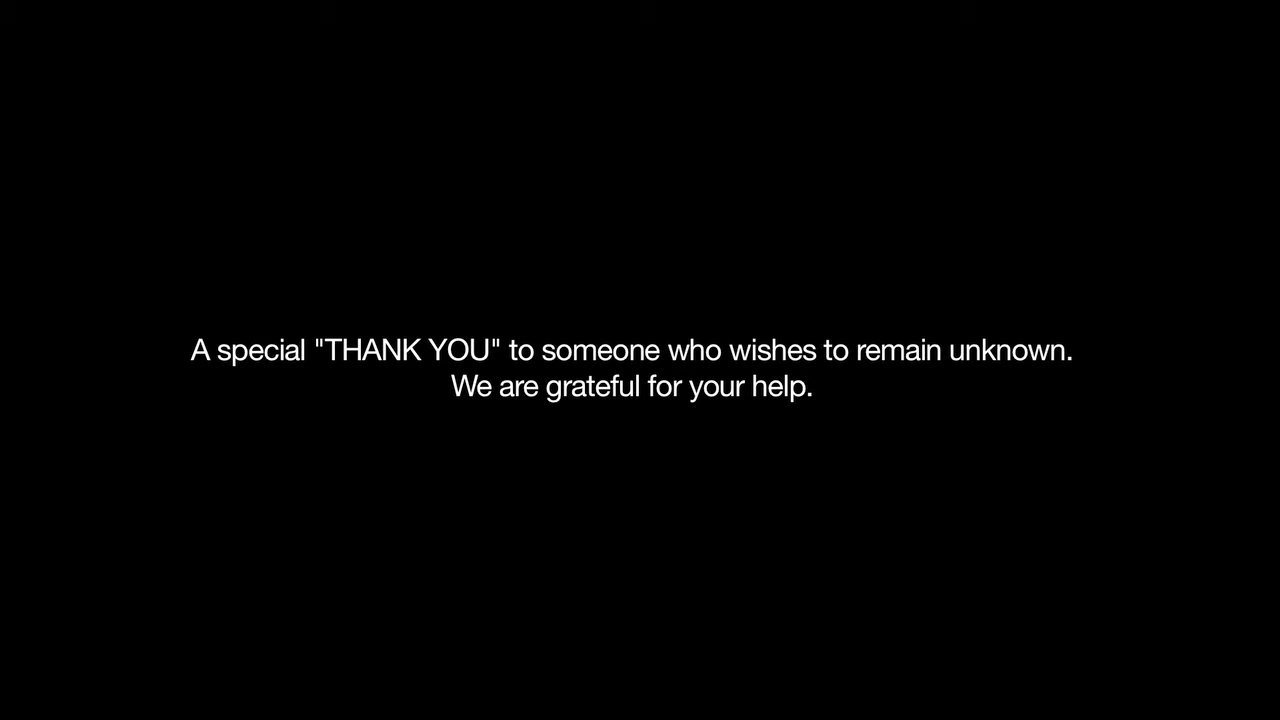 A special "THANK YOU" to someone who wishes to remain unknown.
We are grateful for your help.